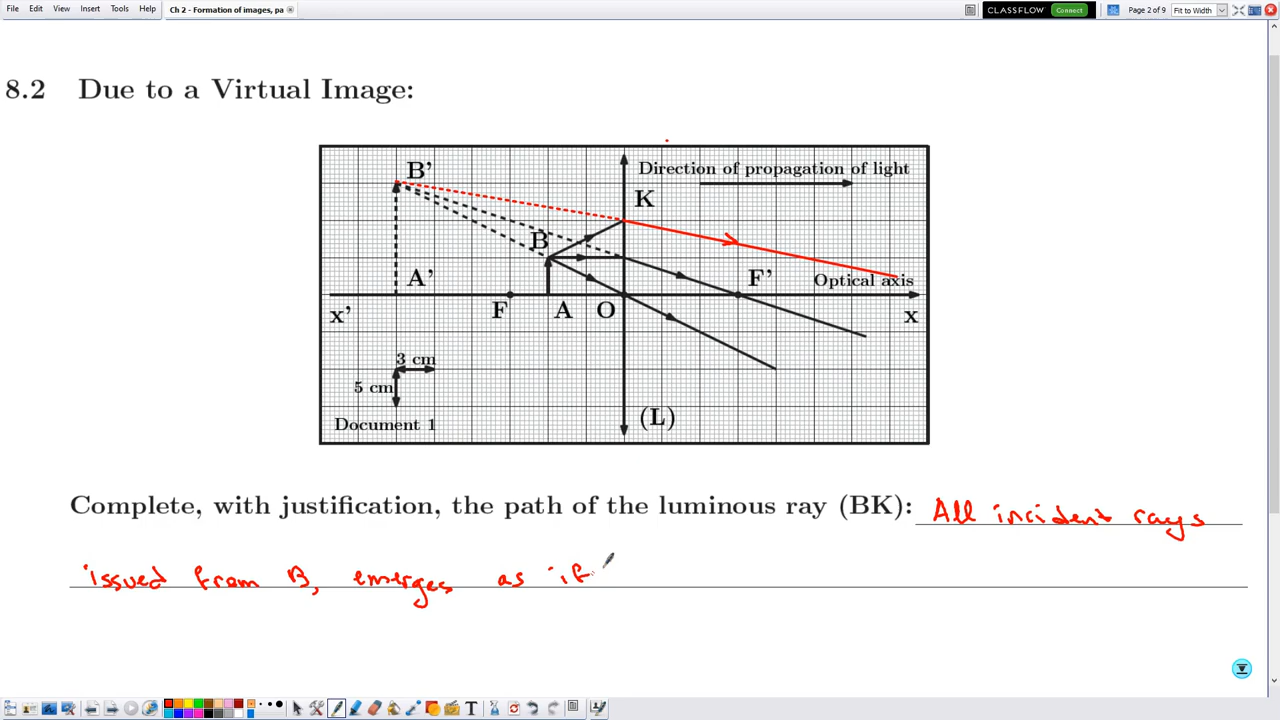 File Edit View Insert Tools Help Ch 2 - Formation of images, pa CLASSFLOW Connect Page 2 of 9 Fit to Width
8.2 Due to a Virtual Image:
B' Direction of propagation of light
K
B
A' F' Optical axis
x' F A O x
3 cm
5 cm
Document 1 (L)
Complete, with justification, the path of the luminous ray (BK): All incident rays
issued from B, emerges as if